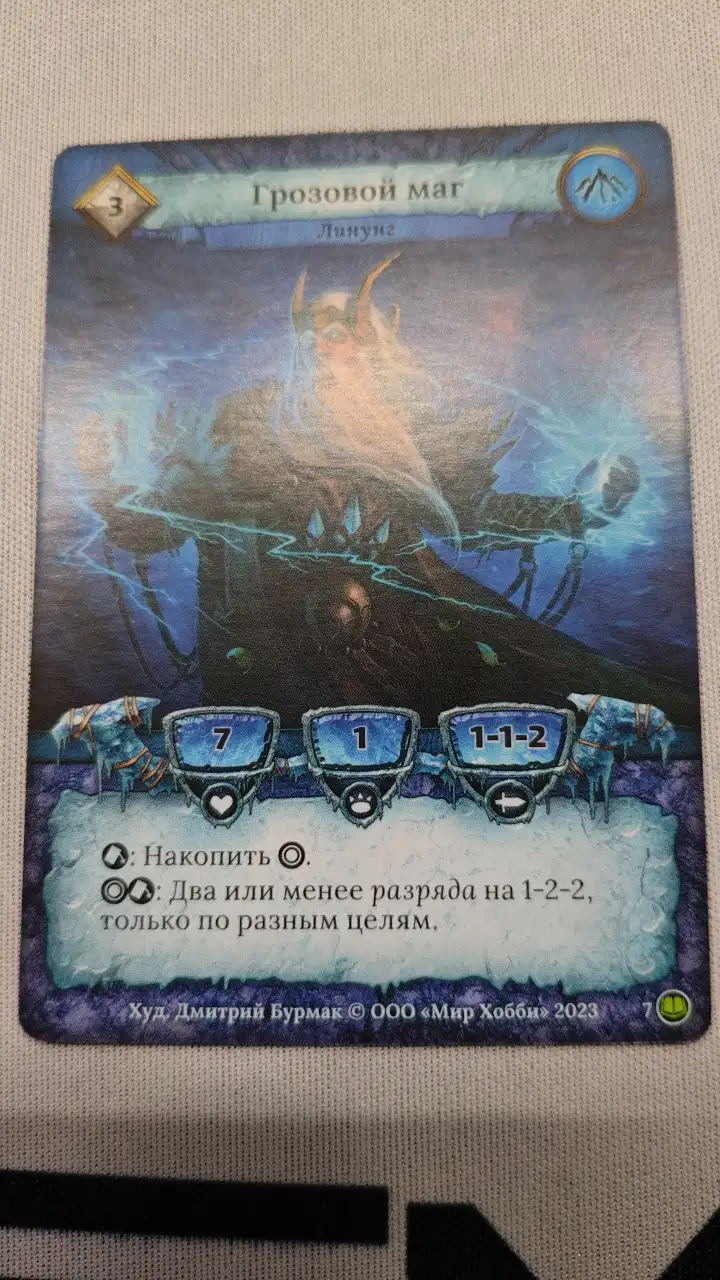 3
Грозовой маг
Линунг
7
1
1-1-2
: Накопить .
: Два или менее разряда на 1-2-2,
только по разным целям.
Худ. Дмитрий Бурмак © ООО «Мир Хобби» 2023
7